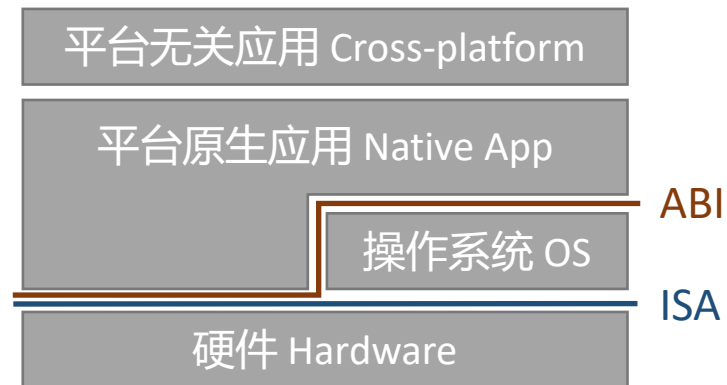 平台无关应用 Cross-platform
平台原生应用 Native App
ABI
操作系统 OS
ISA
硬件 Hardware